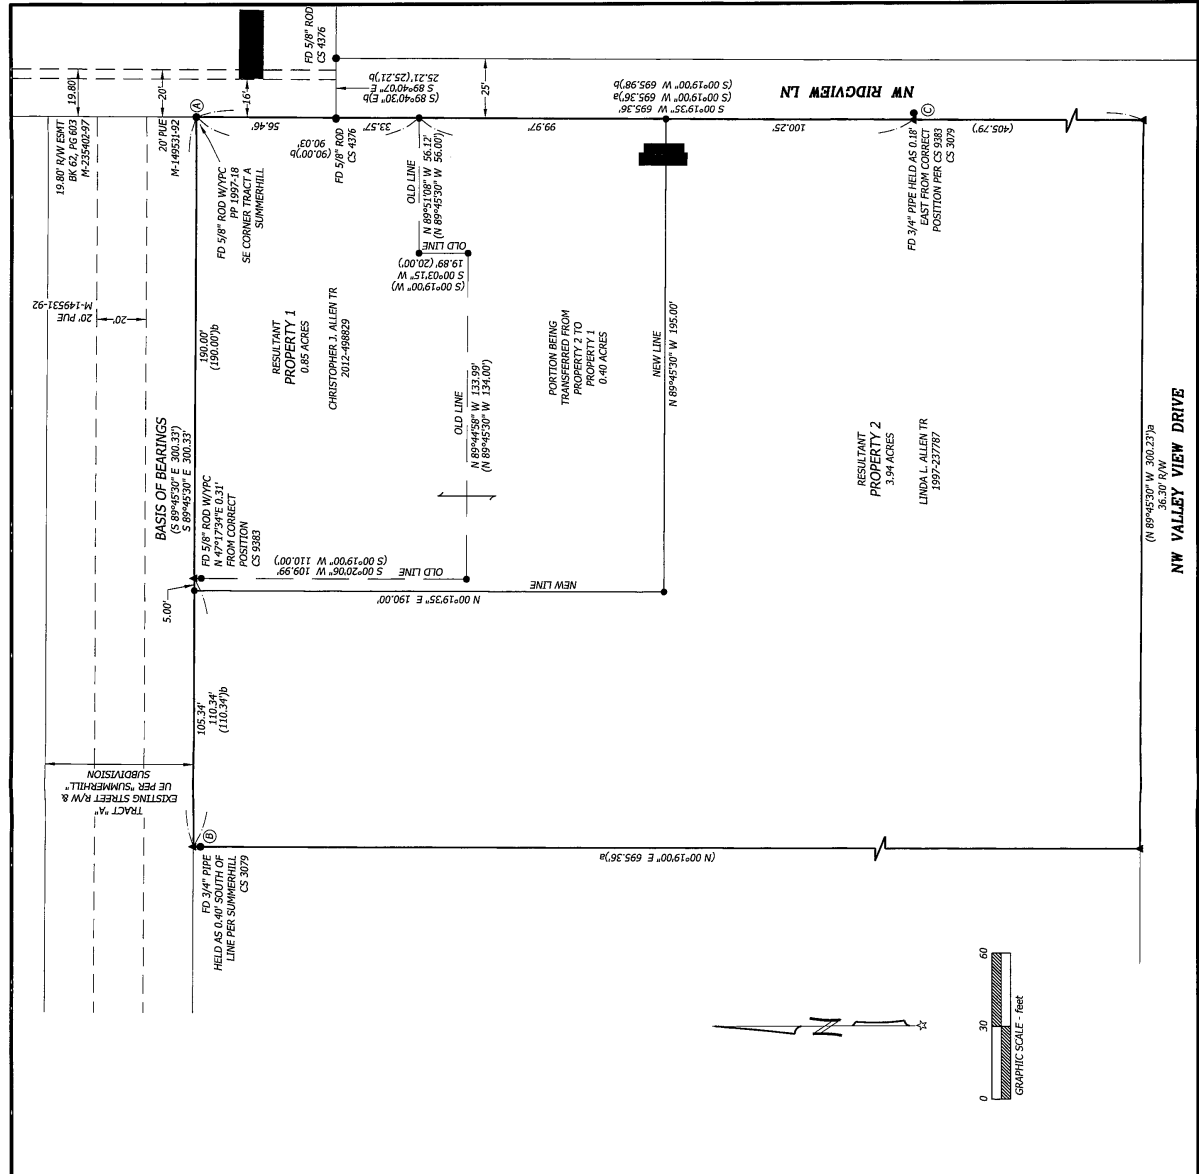 19.80' R/W ESMT
BK 62, PG 603
M-235402-97
19.80'
20' PUE
M-149531-92
20'
16'
FD 5/8" ROD
CS 4376
20' PUE
M-149531-92
20'
Ⓐ
FD 5/8" ROD W/YPC
PP 1997-18
SE CORNER TRACT A
SUMMERHILL
56.46'
(90.00')b
90.03'
FD 5/8" ROD
CS 4376
(S 89°40'30" E)b
S 89°40'07" E
25.21' (25.21')b
25'
33.57'
OLD LINE
N 89°51'08" W 56.12'
(N 89°45'30" W 56.00')
OLD LINE
19.89' (20.00')
S 00°03'15" W
(S 00°19'00" W)
99.97'
S 00°19'35" W 695.36'
(S 00°19'00" W 695.36')a
(S 00°19'00" W 695.98')b
NW RIDGVIEW LN
100.25'
Ⓒ
(405.79')
FD 3/4" PIPE HELD AS 0.18'
EAST FROM CORRECT
POSITION PER CS 9383
CS 3079
BASIS OF BEARINGS
(S 89°45'30" E 300.33')
S 89°45'30" E 300.33'
190.00'
(190.00')b
RESULTANT
PROPERTY 1
0.85 ACRES
CHRISTOPHER J. ALLEN TR
2012-498829
OLD LINE
N 89°44'58" W 133.99'
(N 89°45'30" W 134.00')
PORTION BEING
TRANSFERRED FROM
PROPERTY 2 TO
PROPERTY 1
0.40 ACRES
NEW LINE
N 89°45'30" W 195.00'
FD 5/8" ROD W/YPC
N 47°17'34"E 0.31'
FROM CORRECT
POSITION
CS 9383
OLD LINE
S 00°20'06" W 109.99'
(S 00°19'00" W 110.00')
5.00'
NEW LINE
N 00°19'35" E 190.00'
RESULTANT
PROPERTY 2
3.94 ACRES
LINDA L. ALLEN TR
1997-237787
105.34'
110.34'
(110.34')b
TRACT "A"
EXISTING STREET R/W &
UE PER "SUMMERHILL"
SUBDIVISION
Ⓑ
FD 3/4" PIPE
HELD AS 0.40' SOUTH OF
LINE PER SUMMERHILL
CS 3079
(N 00°19'00" E 695.36')a
(N 89°45'30" W 300.23')a
36.30' R/W
NW VALLEY VIEW DRIVE
N
0 30 60
GRAPHIC SCALE - feet